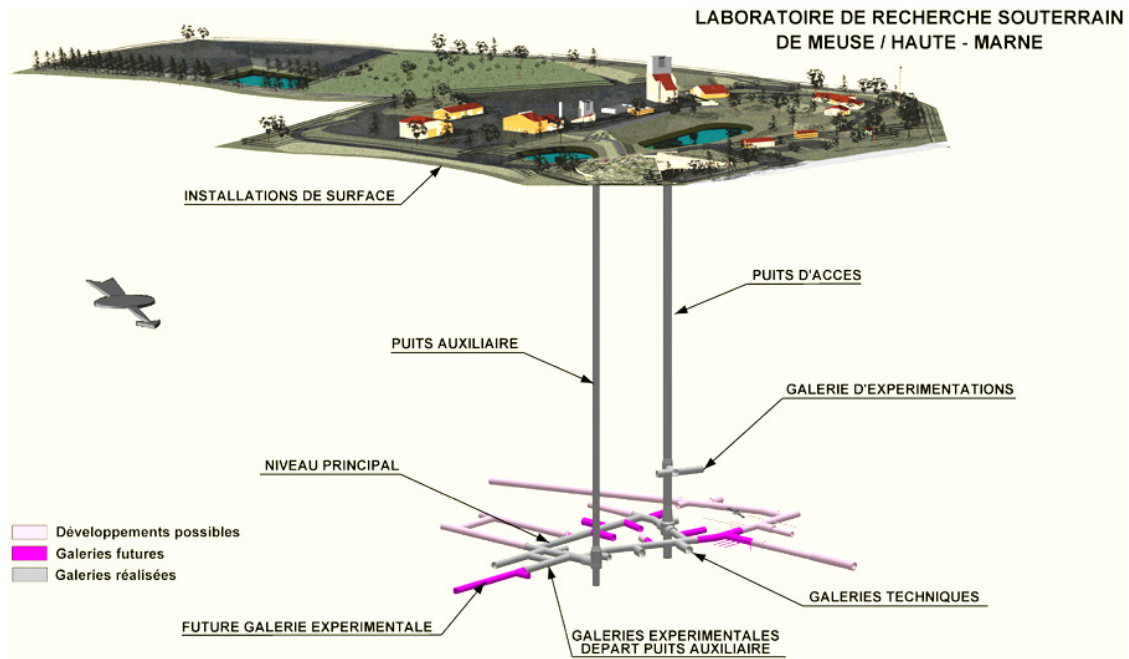 LABORATOIRE DE RECHERCHE SOUTERRAIN
DE MEUSE / HAUTE - MARNE
INSTALLATIONS DE SURFACE
PUITS D'ACCES
PUITS AUXILIAIRE
GALERIE D'EXPERIMENTATIONS
NIVEAU PRINCIPAL
Développements possibles
Galeries futures
Galeries réalisées
GALERIES TECHNIQUES
FUTURE GALERIE EXPERIMENTALE
GALERIES EXPERIMENTALES
DEPART PUITS AUXILIAIRE